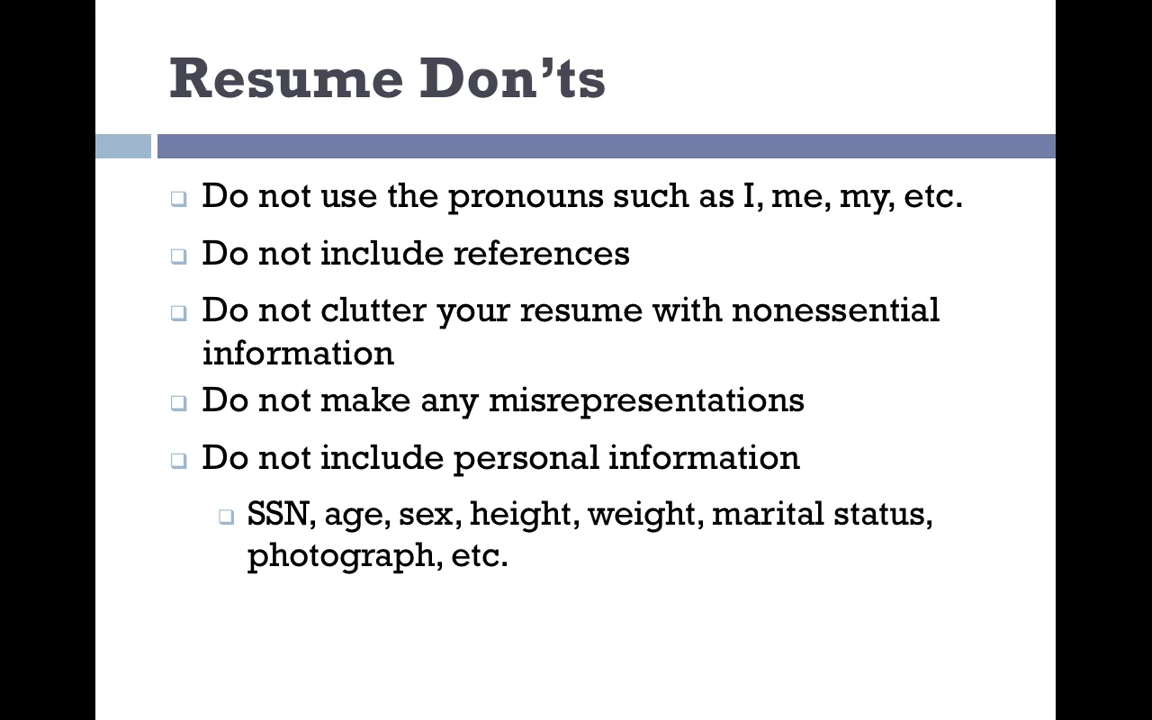 Resume Don’ts
Do not use the pronouns such as I, me, my, etc.
Do not include references
Do not clutter your resume with nonessential
information
Do not make any misrepresentations
Do not include personal information
SSN, age, sex, height, weight, marital status,
photograph, etc.